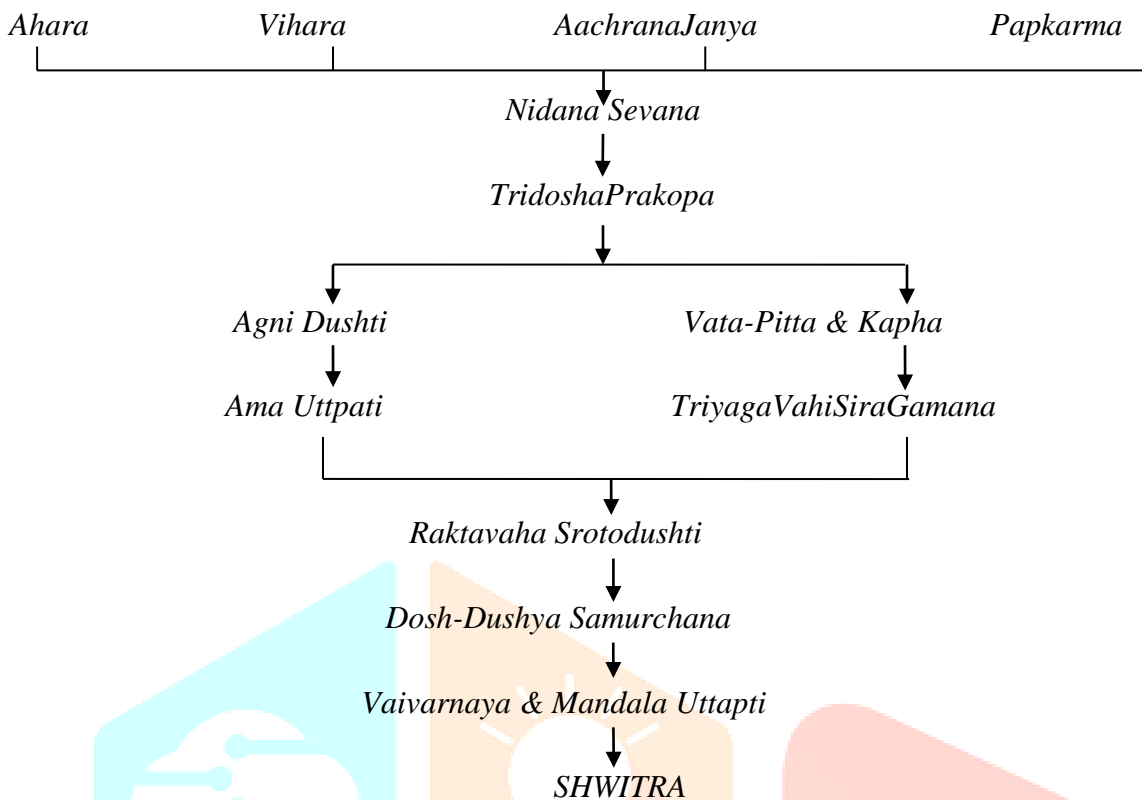 Ahara Vihara AachranaJanya Papkarma
Nidana Sevana
TridoshaPrakopa
Agni Dushti Vata-Pitta & Kapha
Ama Uttpati TriyagaVahiSiraGamana
Raktavaha Srotodushti
Dosh-Dushya Samurchana
Vaivarnaya & Mandala Uttapti
SHWITRA